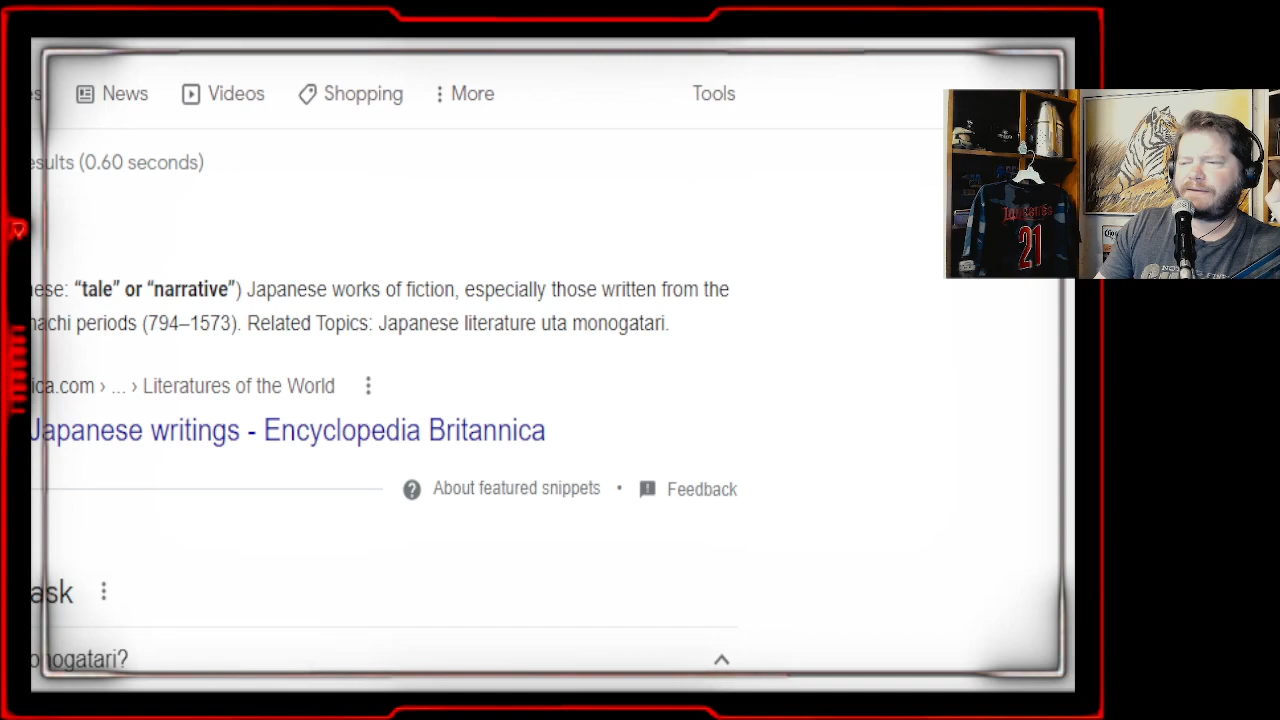 News Videos Shopping More Tools
esults (0.60 seconds)
ese: “tale” or “narrative”) Japanese works of fiction, especially those written from the
achi periods (794–1573). Related Topics: Japanese literature uta monogatari.
ica.com › ... › Literatures of the World
Japanese writings - Encyclopedia Britannica
About featured snippets • Feedback
ask
onogatari?
21